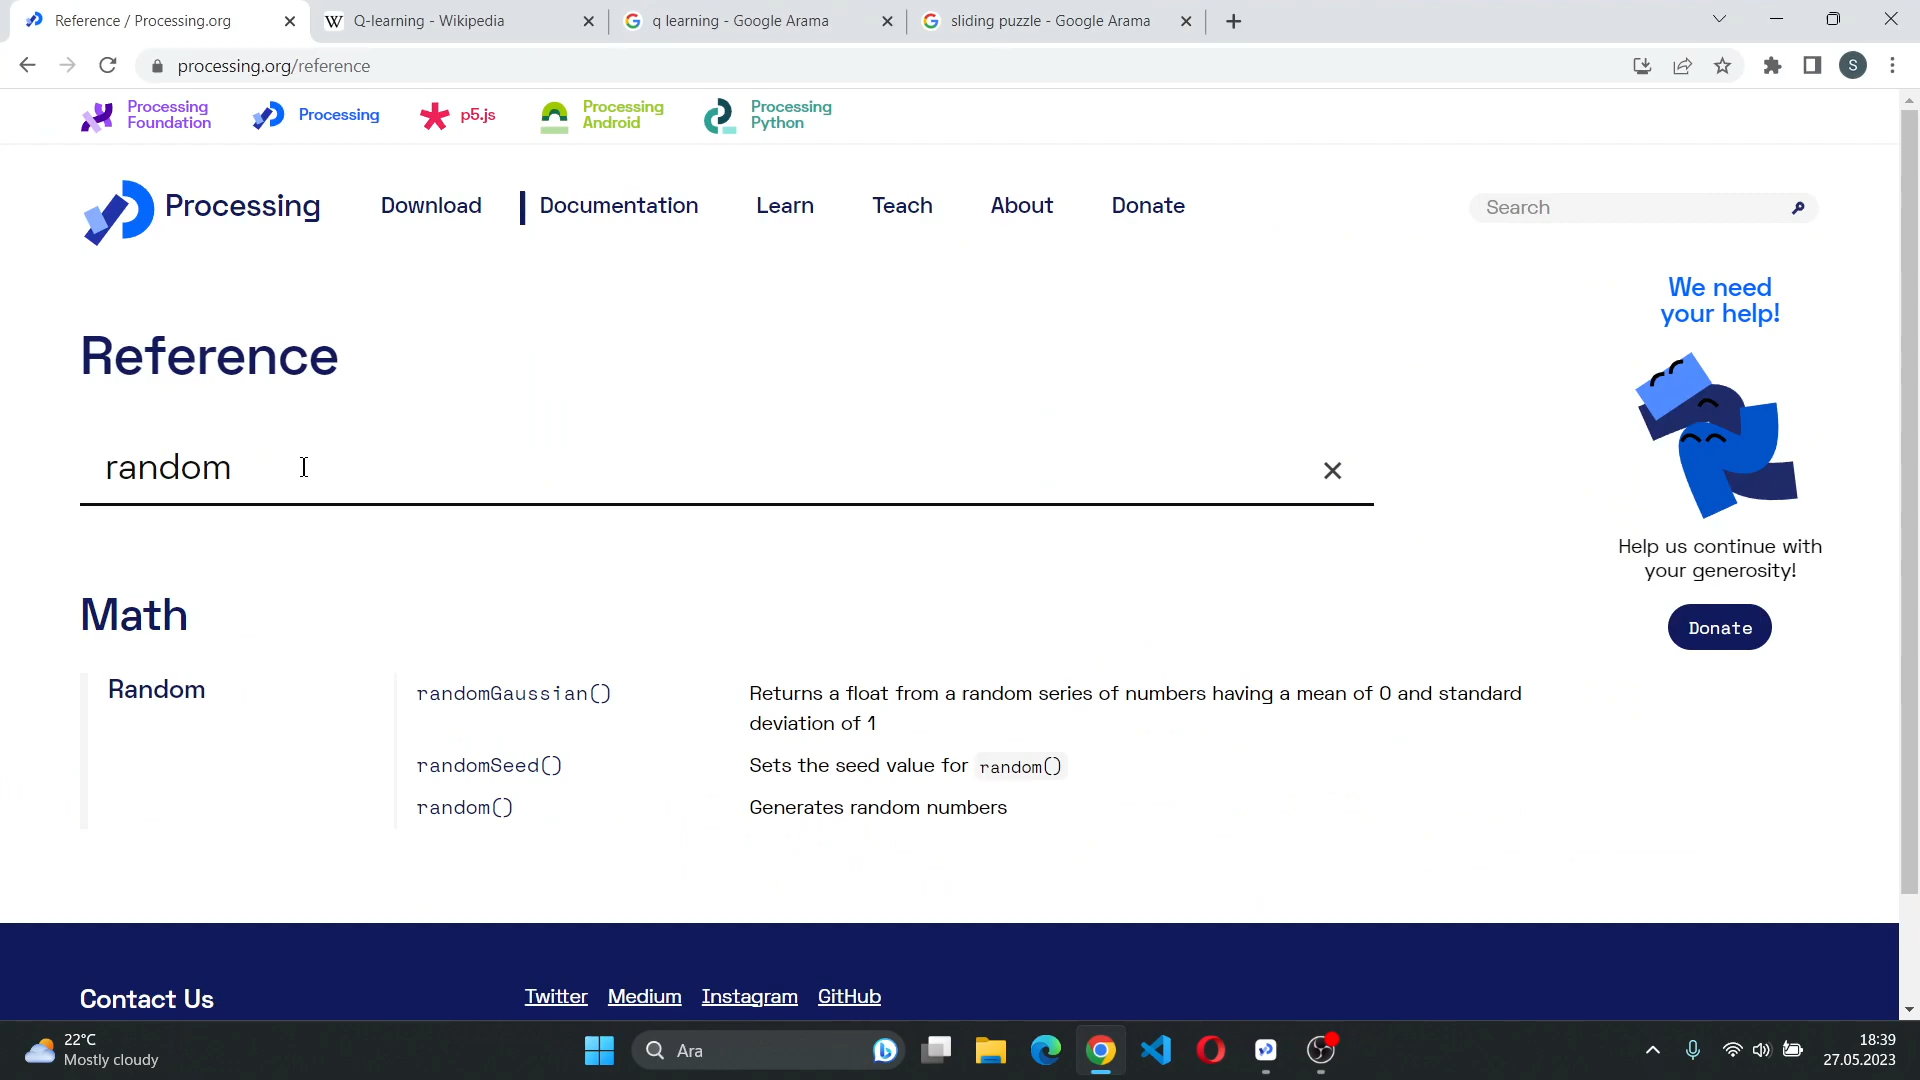 Reference / Processing.org
Q-learning - Wikipedia
q learning - Google Arama
sliding puzzle - Google Arama
processing.org/reference
S
Processing
Foundation
Processing
p5.js
Processing
Android
Processing
Python
Processing
Download
Documentation
Learn
Teach
About
Donate
Search
We need
your help!
Reference
random
Help us continue with
your generosity!
Donate
Math
Random
randomGaussian()
Returns a float from a random series of numbers having a mean of 0 and standard
deviation of 1
randomSeed()
Sets the seed value for random()
random()
Generates random numbers
Contact Us
Twitter
Medium
Instagram
GitHub
22°C
Mostly cloudy
Ara
18:39
27.05.2023